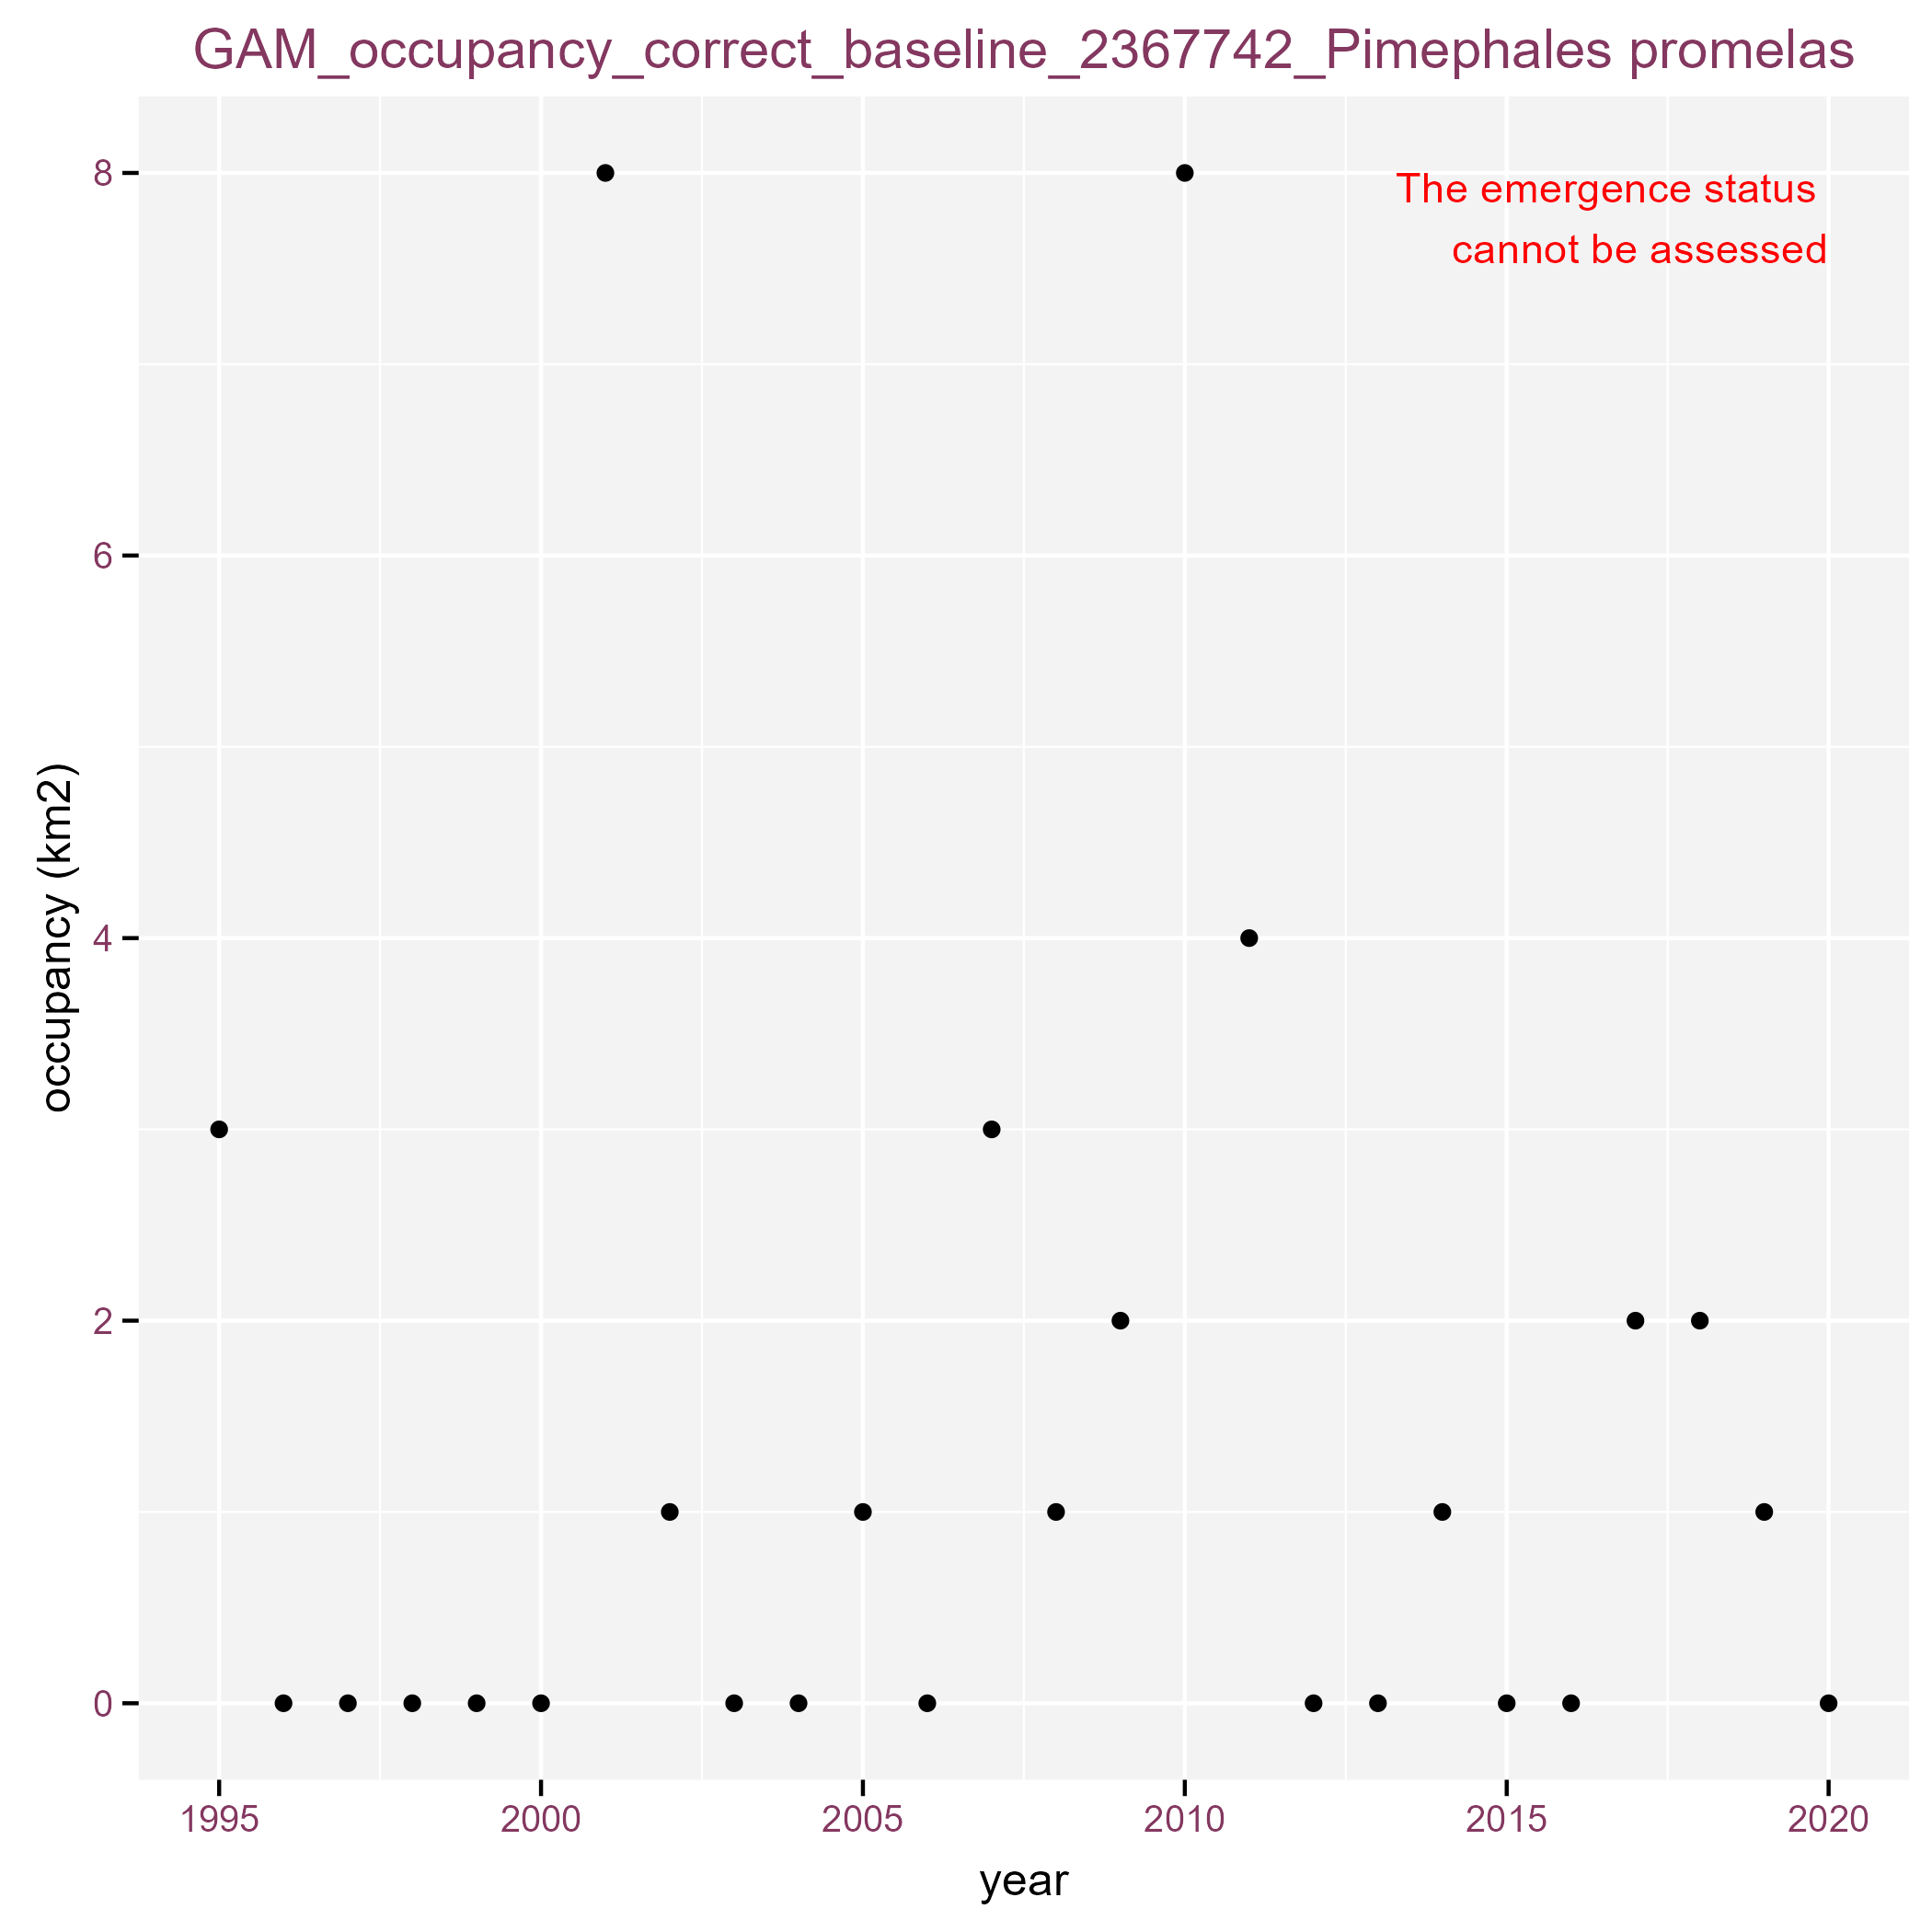 GAM_occupancy_correct_baseline_2367742_Pimephales promelas
The emergence status
cannot be assessed
occupancy (km2)
8
6
4
2
0
1995 2000 2005 2010 2015 2020
year